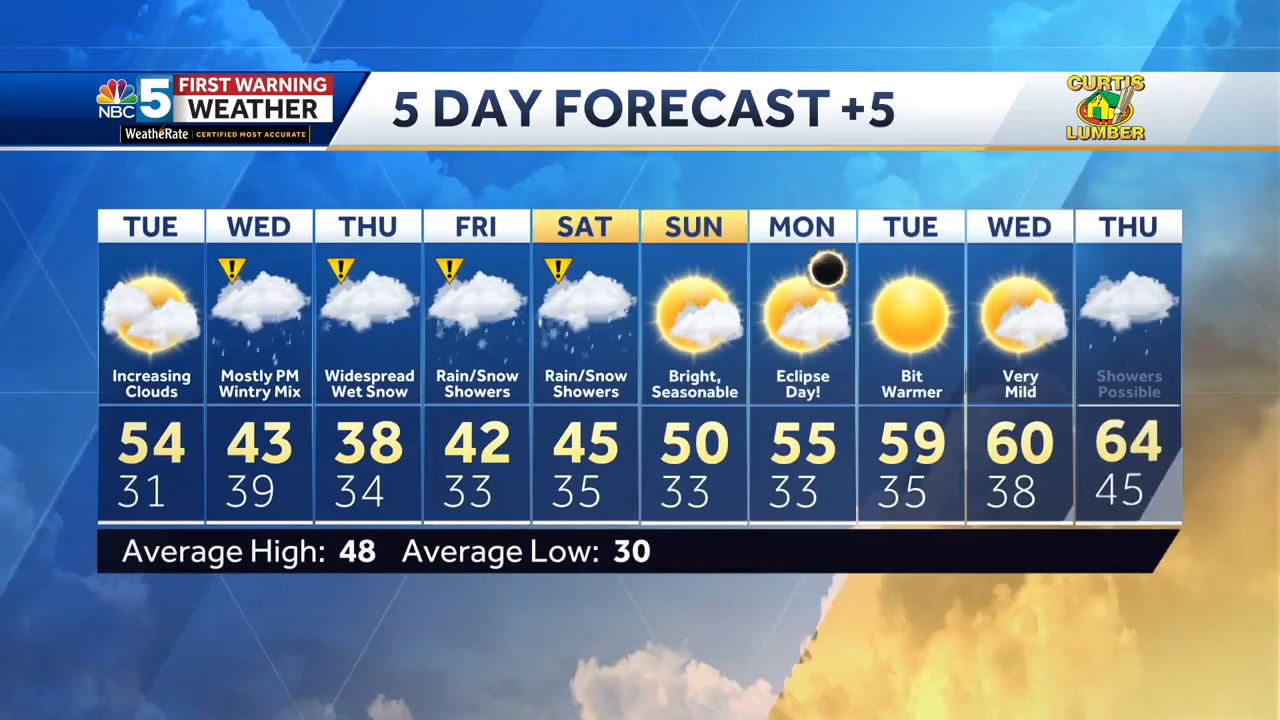 NBC 5 FIRST WARNING
WEATHER
WeatheRate CERTIFIED MOST ACCURATE
5 DAY FORECAST +5
CURTIS
LUMBER
TUE WED THU FRI SAT SUN MON TUE WED THU
! ! ! !
Increasing Clouds
Mostly PM Wintry Mix
Widespread Wet Snow
Rain/Snow Showers
Rain/Snow Showers
Bright, Seasonable
Eclipse Day!
Bit Warmer
Very Mild
Showers Possible
54 43 38 42 45 50 55 59 60 64
31 39 34 33 35 33 33 35 38 45
Average High: 48 Average Low: 30